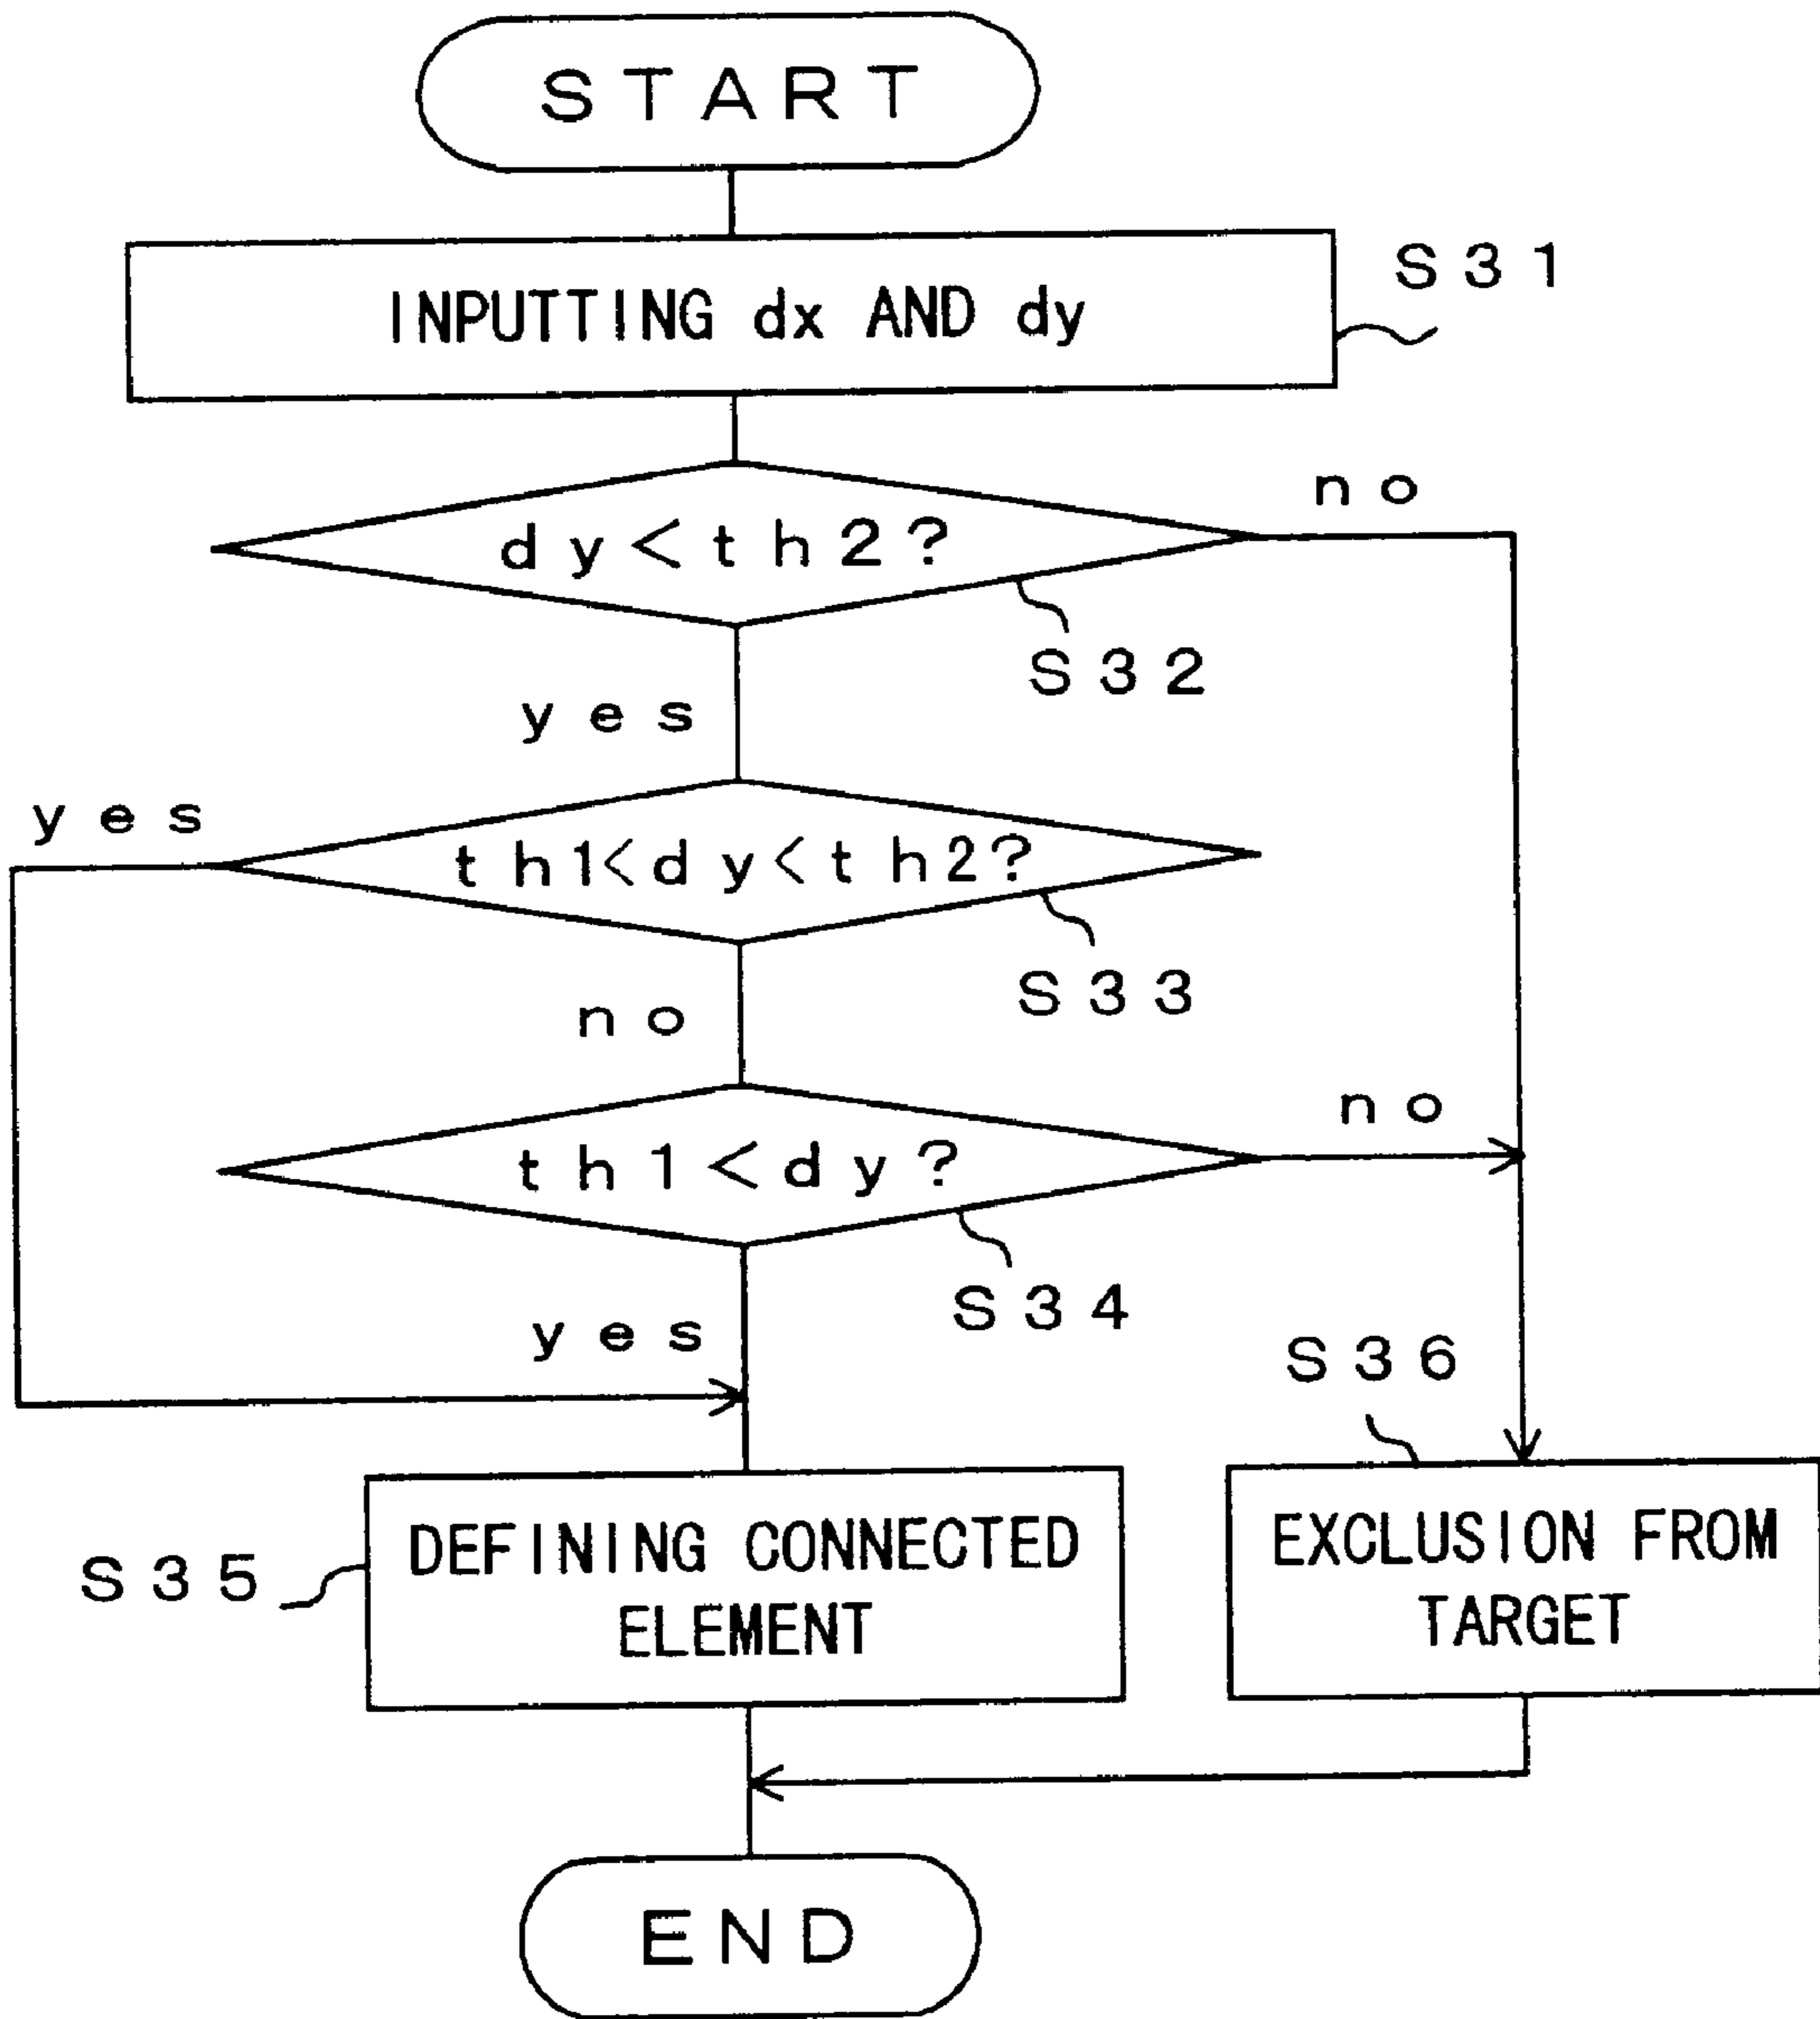 START
INPUTTING dx AND dy
S31
dy<th2?
no
S32
yes
th1<dy<th2?
yes
S33
no
th1<dy?
no
S34
yes
S36
DEFINING CONNECTED
ELEMENT
S35
EXCLUSION FROM
TARGET
END